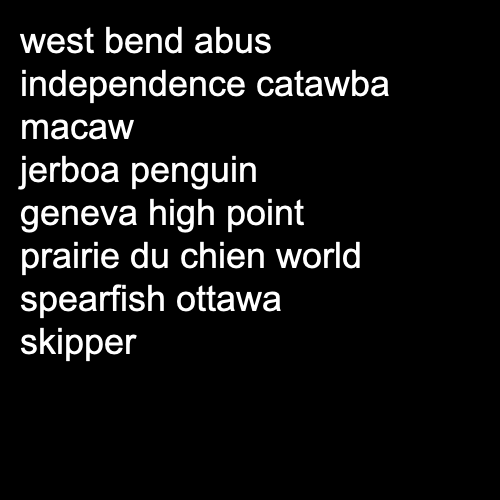 west bend abus
independence catawba
macaw
jerboa penguin
geneva high point
prairie du chien world
spearfish ottawa
skipper